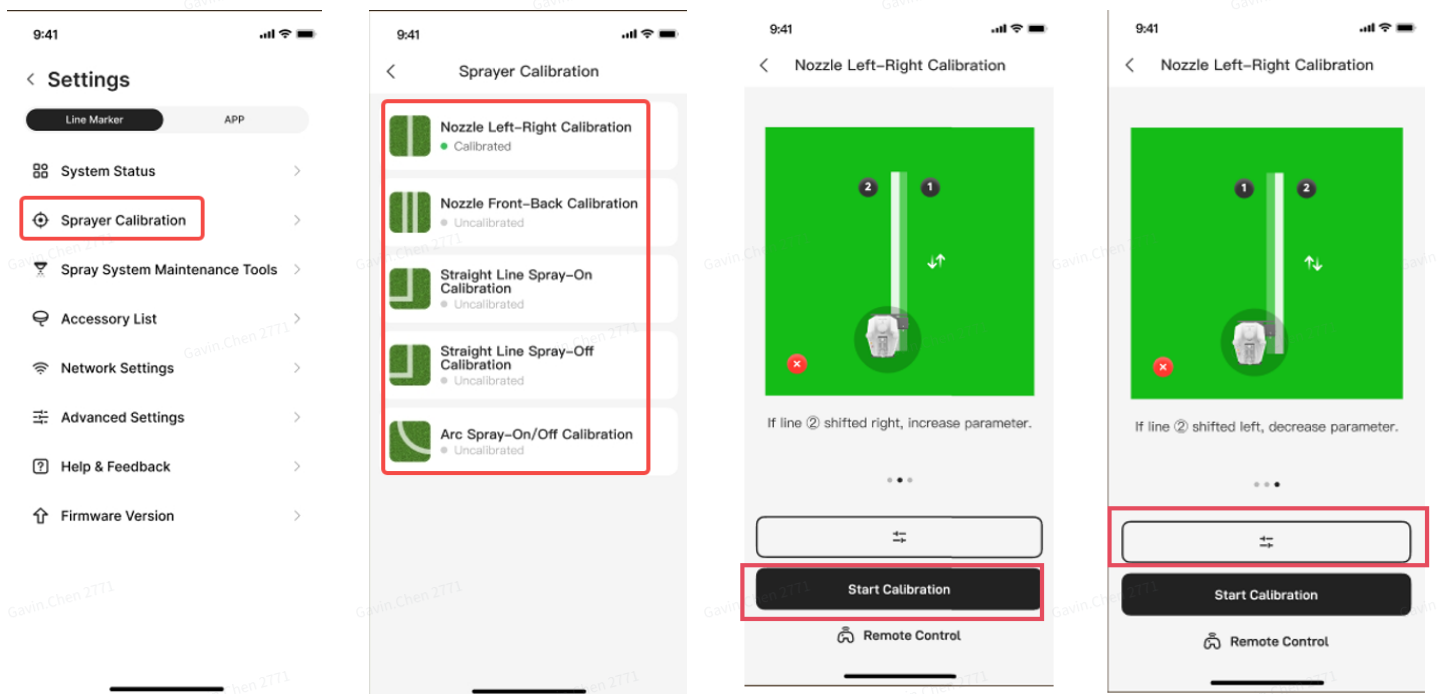 9:41
Settings
Line Marker
APP
System Status
Sprayer Calibration
Spray System Maintenance Tools
Accessory List
Network Settings
Advanced Settings
Help & Feedback
Firmware Version
9:41
Sprayer Calibration
Nozzle Left-Right Calibration
Calibrated
Nozzle Front-Back Calibration
Uncalibrated
Straight Line Spray-On
Calibration
Uncalibrated
Straight Line Spray-Off
Calibration
Uncalibrated
Arc Spray-On/Off Calibration
Uncalibrated
9:41
Nozzle Left-Right Calibration
2
1
If line ② shifted right, increase parameter.
Start Calibration
Remote Control
9:41
Nozzle Left-Right Calibration
1
2
If line ② shifted left, decrease parameter.
Start Calibration
Remote Control
Gavin.Chen 2771